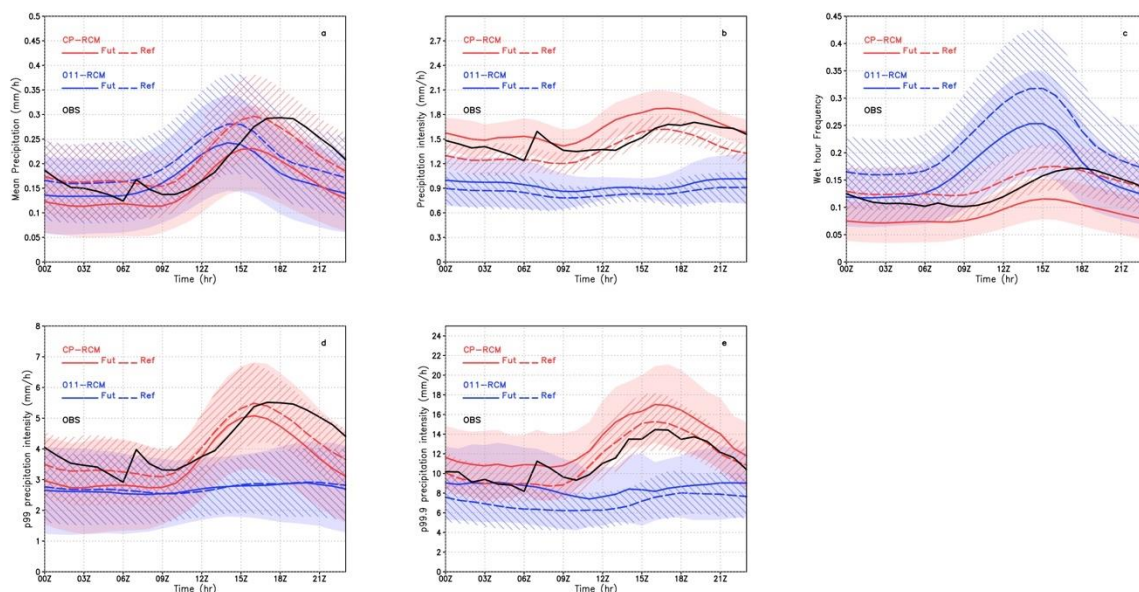 0.5
0.45
0.4
0.35
0.3
0.25
0.2
0.15
0.1
0.05
0
Mean Precipitation (mm/h)
a
CP-RCM
Fut Ref
O11-RCM
Fut Ref
OBS
00Z 03Z 06Z 09Z 12Z 15Z 18Z 21Z
Time (hr)
2.7
2.4
2.1
1.8
1.5
1.2
0.9
0.6
0.3
0
Precipitation intensity (mm/h)
b
CP-RCM
Fut Ref
O11-RCM
Fut Ref
OBS
00Z 03Z 06Z 09Z 12Z 15Z 18Z 21Z
Time (hr)
0.45
0.4
0.35
0.3
0.25
0.2
0.15
0.1
0.05
0
Wet hour Frequency
c
CP-RCM
Fut Ref
O11-RCM
Fut Ref
OBS
00Z 03Z 06Z 09Z 12Z 15Z 18Z 21Z
Time (hr)
8
7
6
5
4
3
2
1
0
p99 precipitation intensity (mm/h)
d
CP-RCM
Fut Ref
O11-RCM
Fut Ref
OBS
00Z 03Z 06Z 09Z 12Z 15Z 18Z 21Z
Time (hr)
24
22
20
18
16
14
12
10
8
6
4
2
0
p99.9 precipitation intensity (mm/h)
e
CP-RCM
Fut Ref
O11-RCM
Fut Ref
OBS
00Z 03Z 06Z 09Z 12Z 15Z 18Z 21Z
Time (hr)